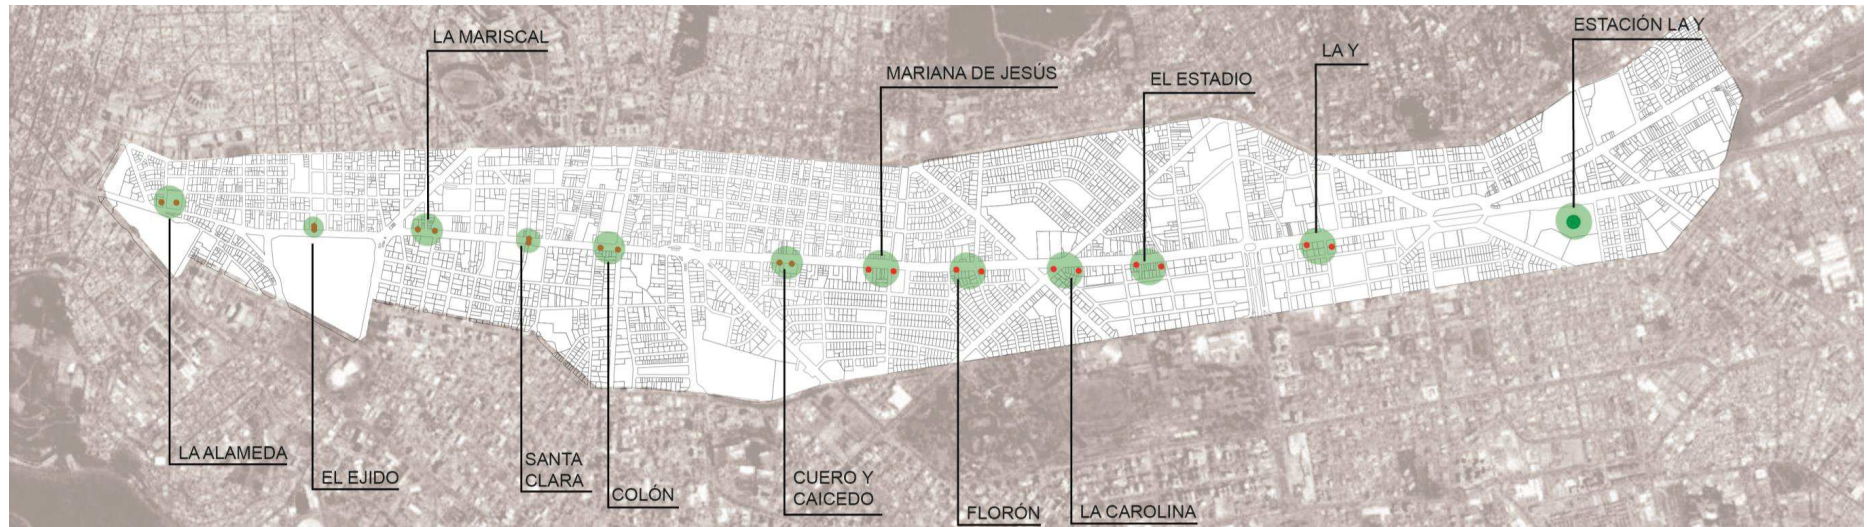 ESTACIÓN LA Y
LA MARISCAL
LA Y
MARIANA DE JESÚS
EL ESTADIO
LA ALAMEDA
EL EJIDO
SANTA
CLARA
COLÓN
CUERO Y
CAICEDO
FLORÓN
LA CAROLINA